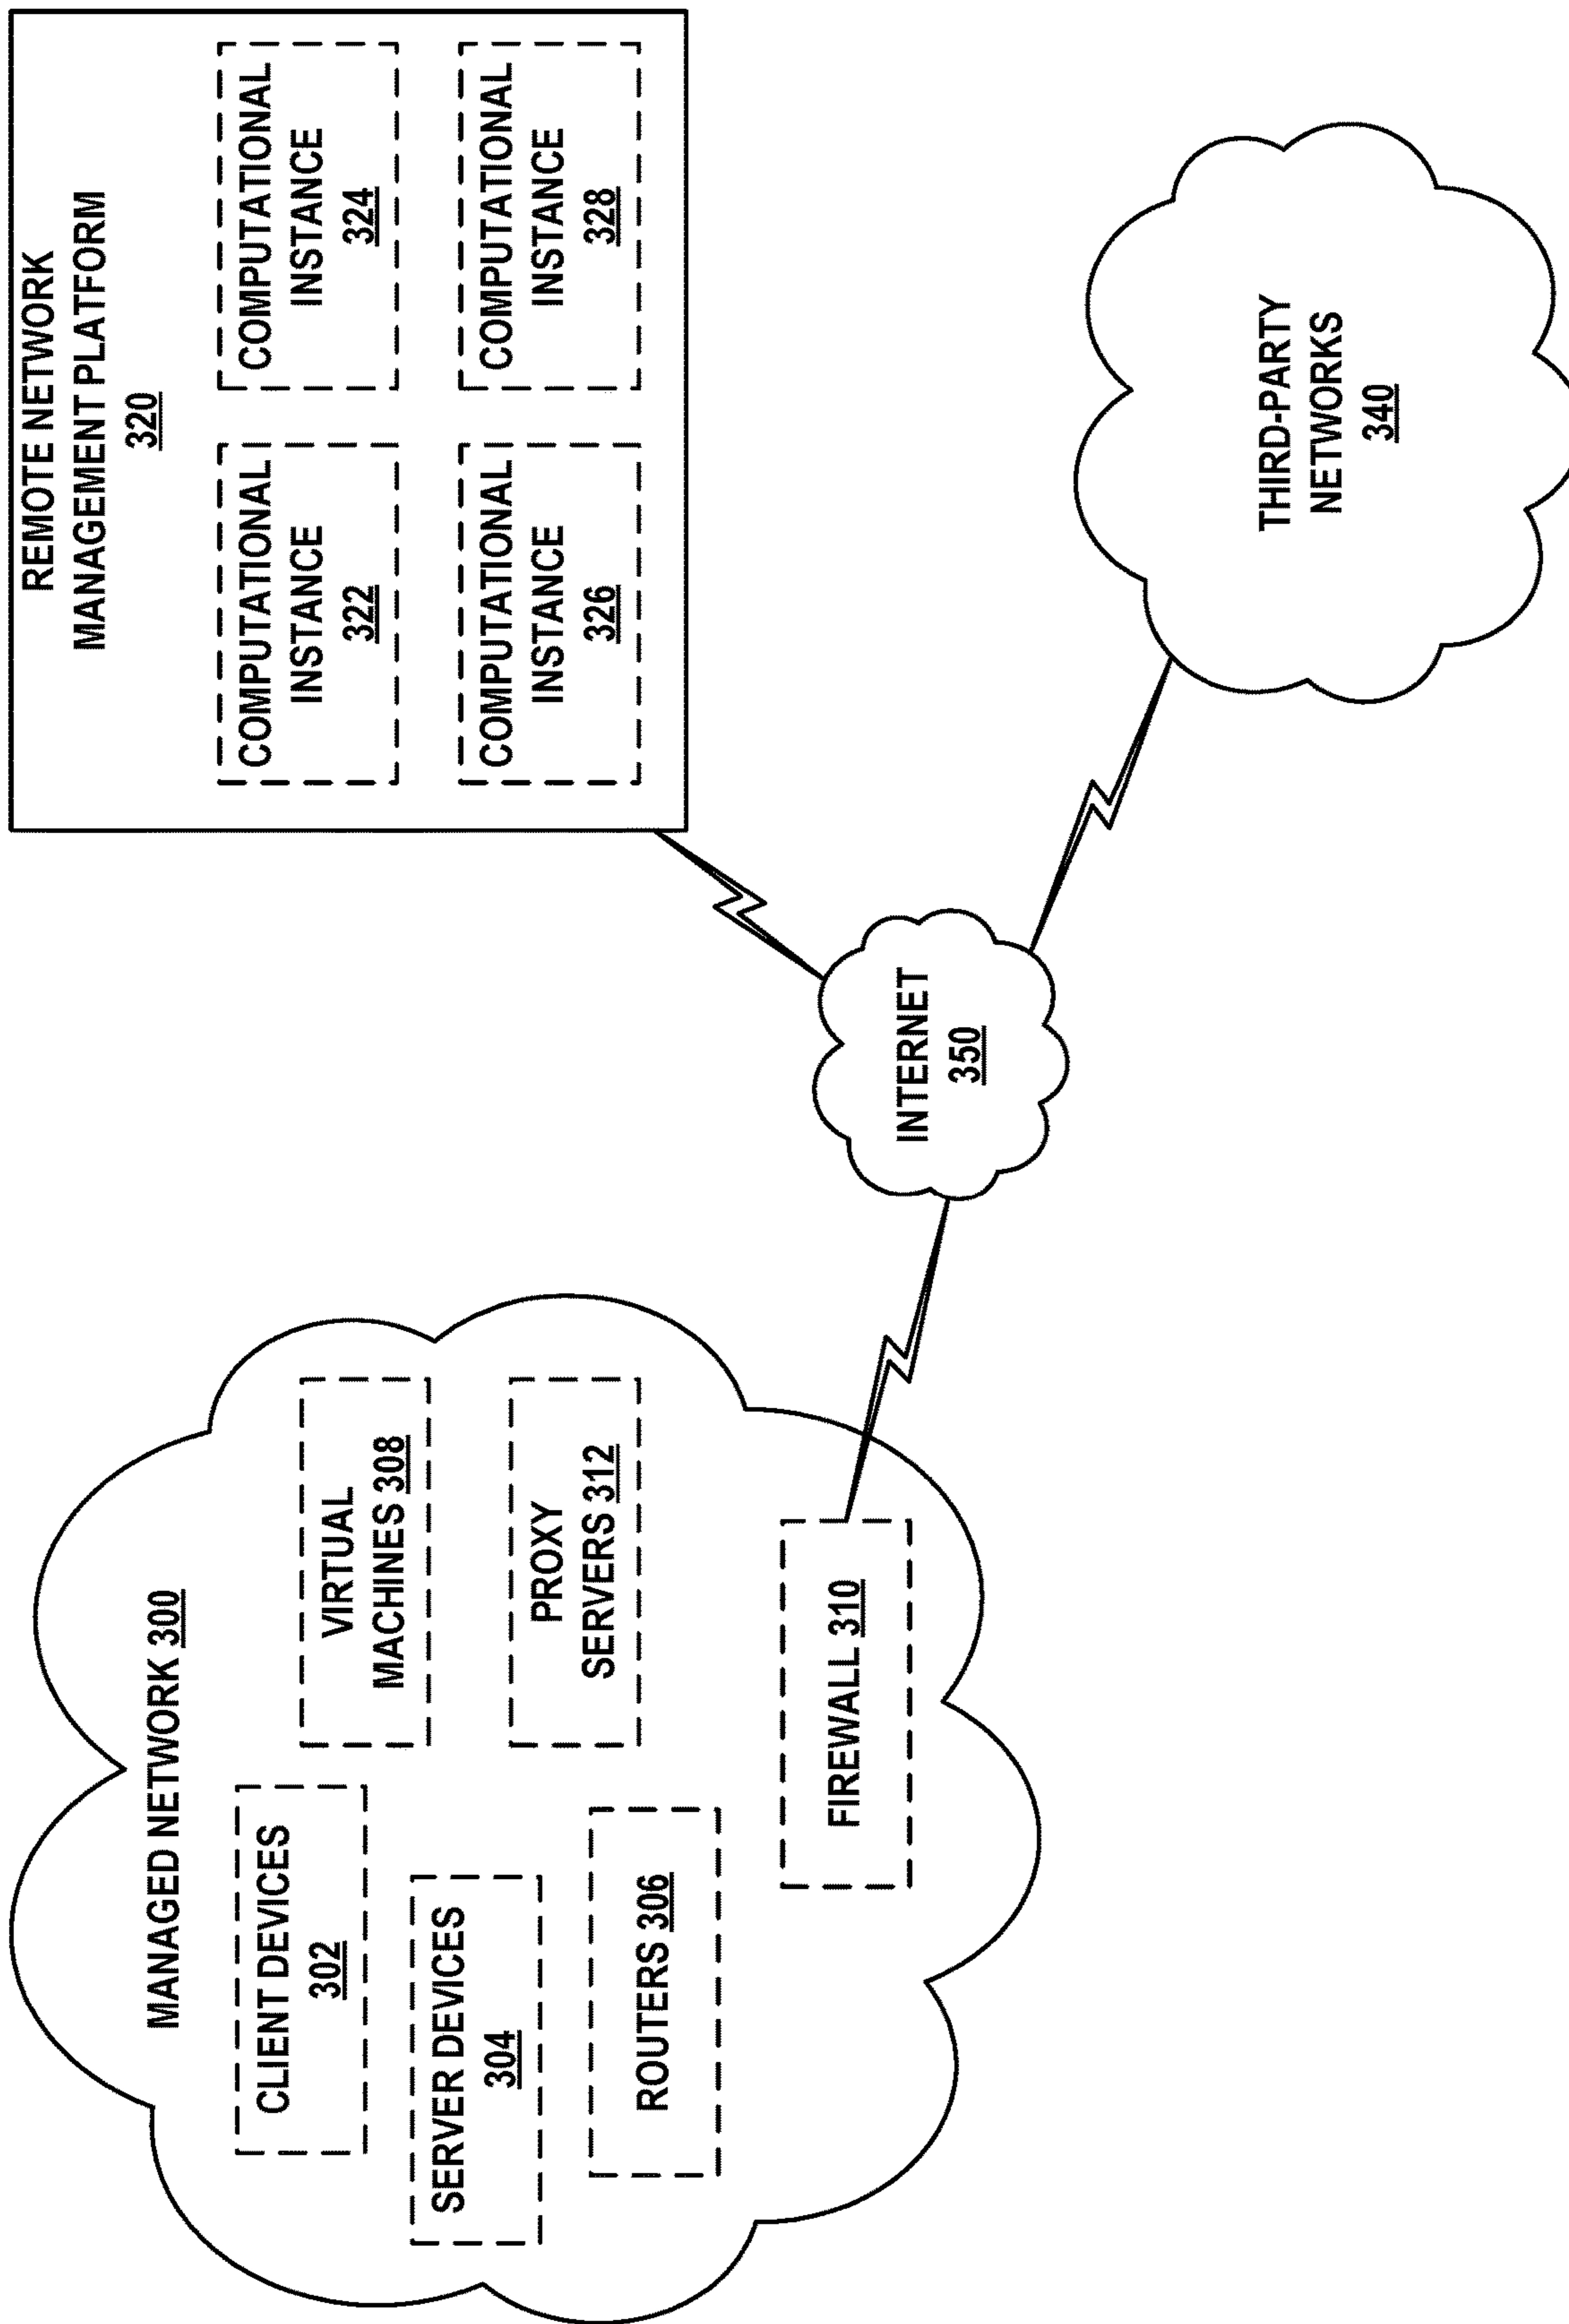 MANAGED NETWORK 300
CLIENT DEVICES
302
SERVER DEVICES
304
ROUTERS 306
VIRTUAL
MACHINES 308
PROXY
SERVERS 312
FIREWALL 310
INTERNET
350
REMOTE NETWORK
MANAGEMENT PLATFORM
320
COMPUTATIONAL
INSTANCE
322
COMPUTATIONAL
INSTANCE
324
COMPUTATIONAL
INSTANCE
326
COMPUTATIONAL
INSTANCE
328
THIRD-PARTY
NETWORKS
340